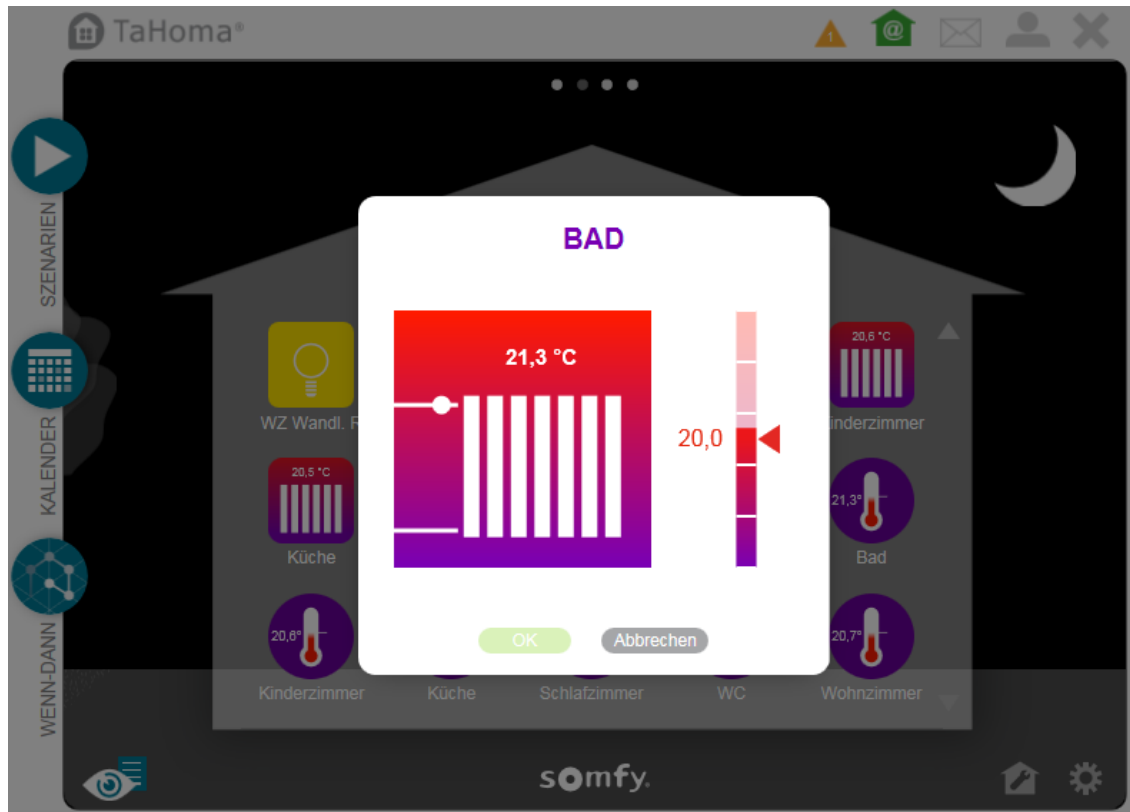 TaHoma®
1
@
SZENARIEN
KALENDER
WENN-DANN
BAD
21,3 °C
20,0
OK
Abbrechen
WZ Wandl. R
20,6 °C
inderzimmer
20,5 °C
Küche
21,3°
Bad
20,6°
Kinderzimmer
Küche
Schlafzimmer
WC
20,7°
Wohnzimmer
somfy.